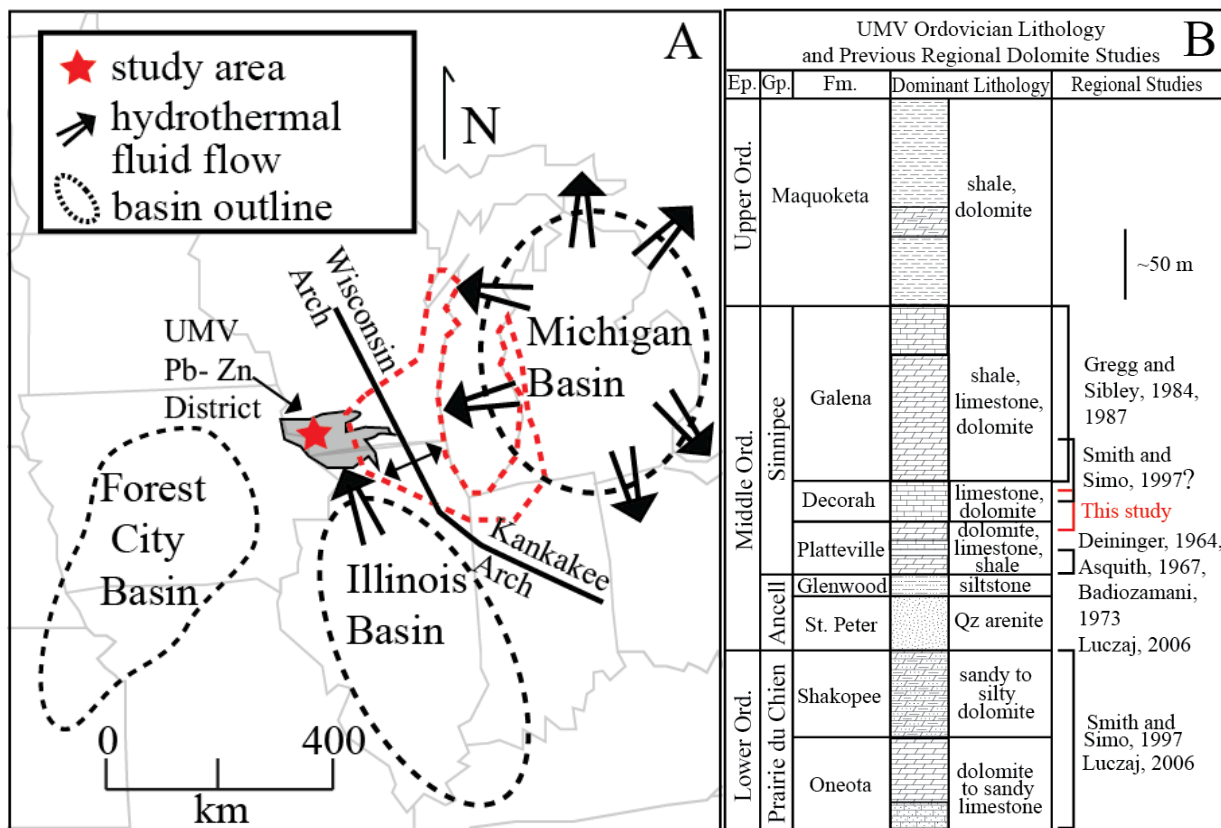 A
study area
hydrothermal
fluid flow
basin outline
N
Wisconsin
Arch
UMV
Pb- Zn
District
Michigan
Basin
Forest
City
Basin
Illinois
Basin
Kankakee
Arch
0 400
km
UMV Ordovician Lithology
and Previous Regional Dolomite Studies
B
Ep. Gp. Fm. Dominant Lithology Regional Studies
Upper Ord.
Maquoketa
shale,
dolomite
~50 m
Middle Ord.
Sinnipee
Galena
shale,
limestone,
dolomite
Gregg and
Sibley, 1984,
1987
Smith and
Simo, 1997?
Decorah
limestone,
dolomite
This study
Platteville
dolomite,
limestone,
shale
Deininger, 1964,
Asquith, 1967,
Badiozamani,
1973
Luczaj, 2006
Ancell
Glenwood
siltstone
St. Peter
Qz arenite
Lower Ord.
Prairie du Chien
Shakopee
sandy to
silty
dolomite
Smith and
Simo, 1997
Luczaj, 2006
Oneota
dolomite
to sandy
limestone